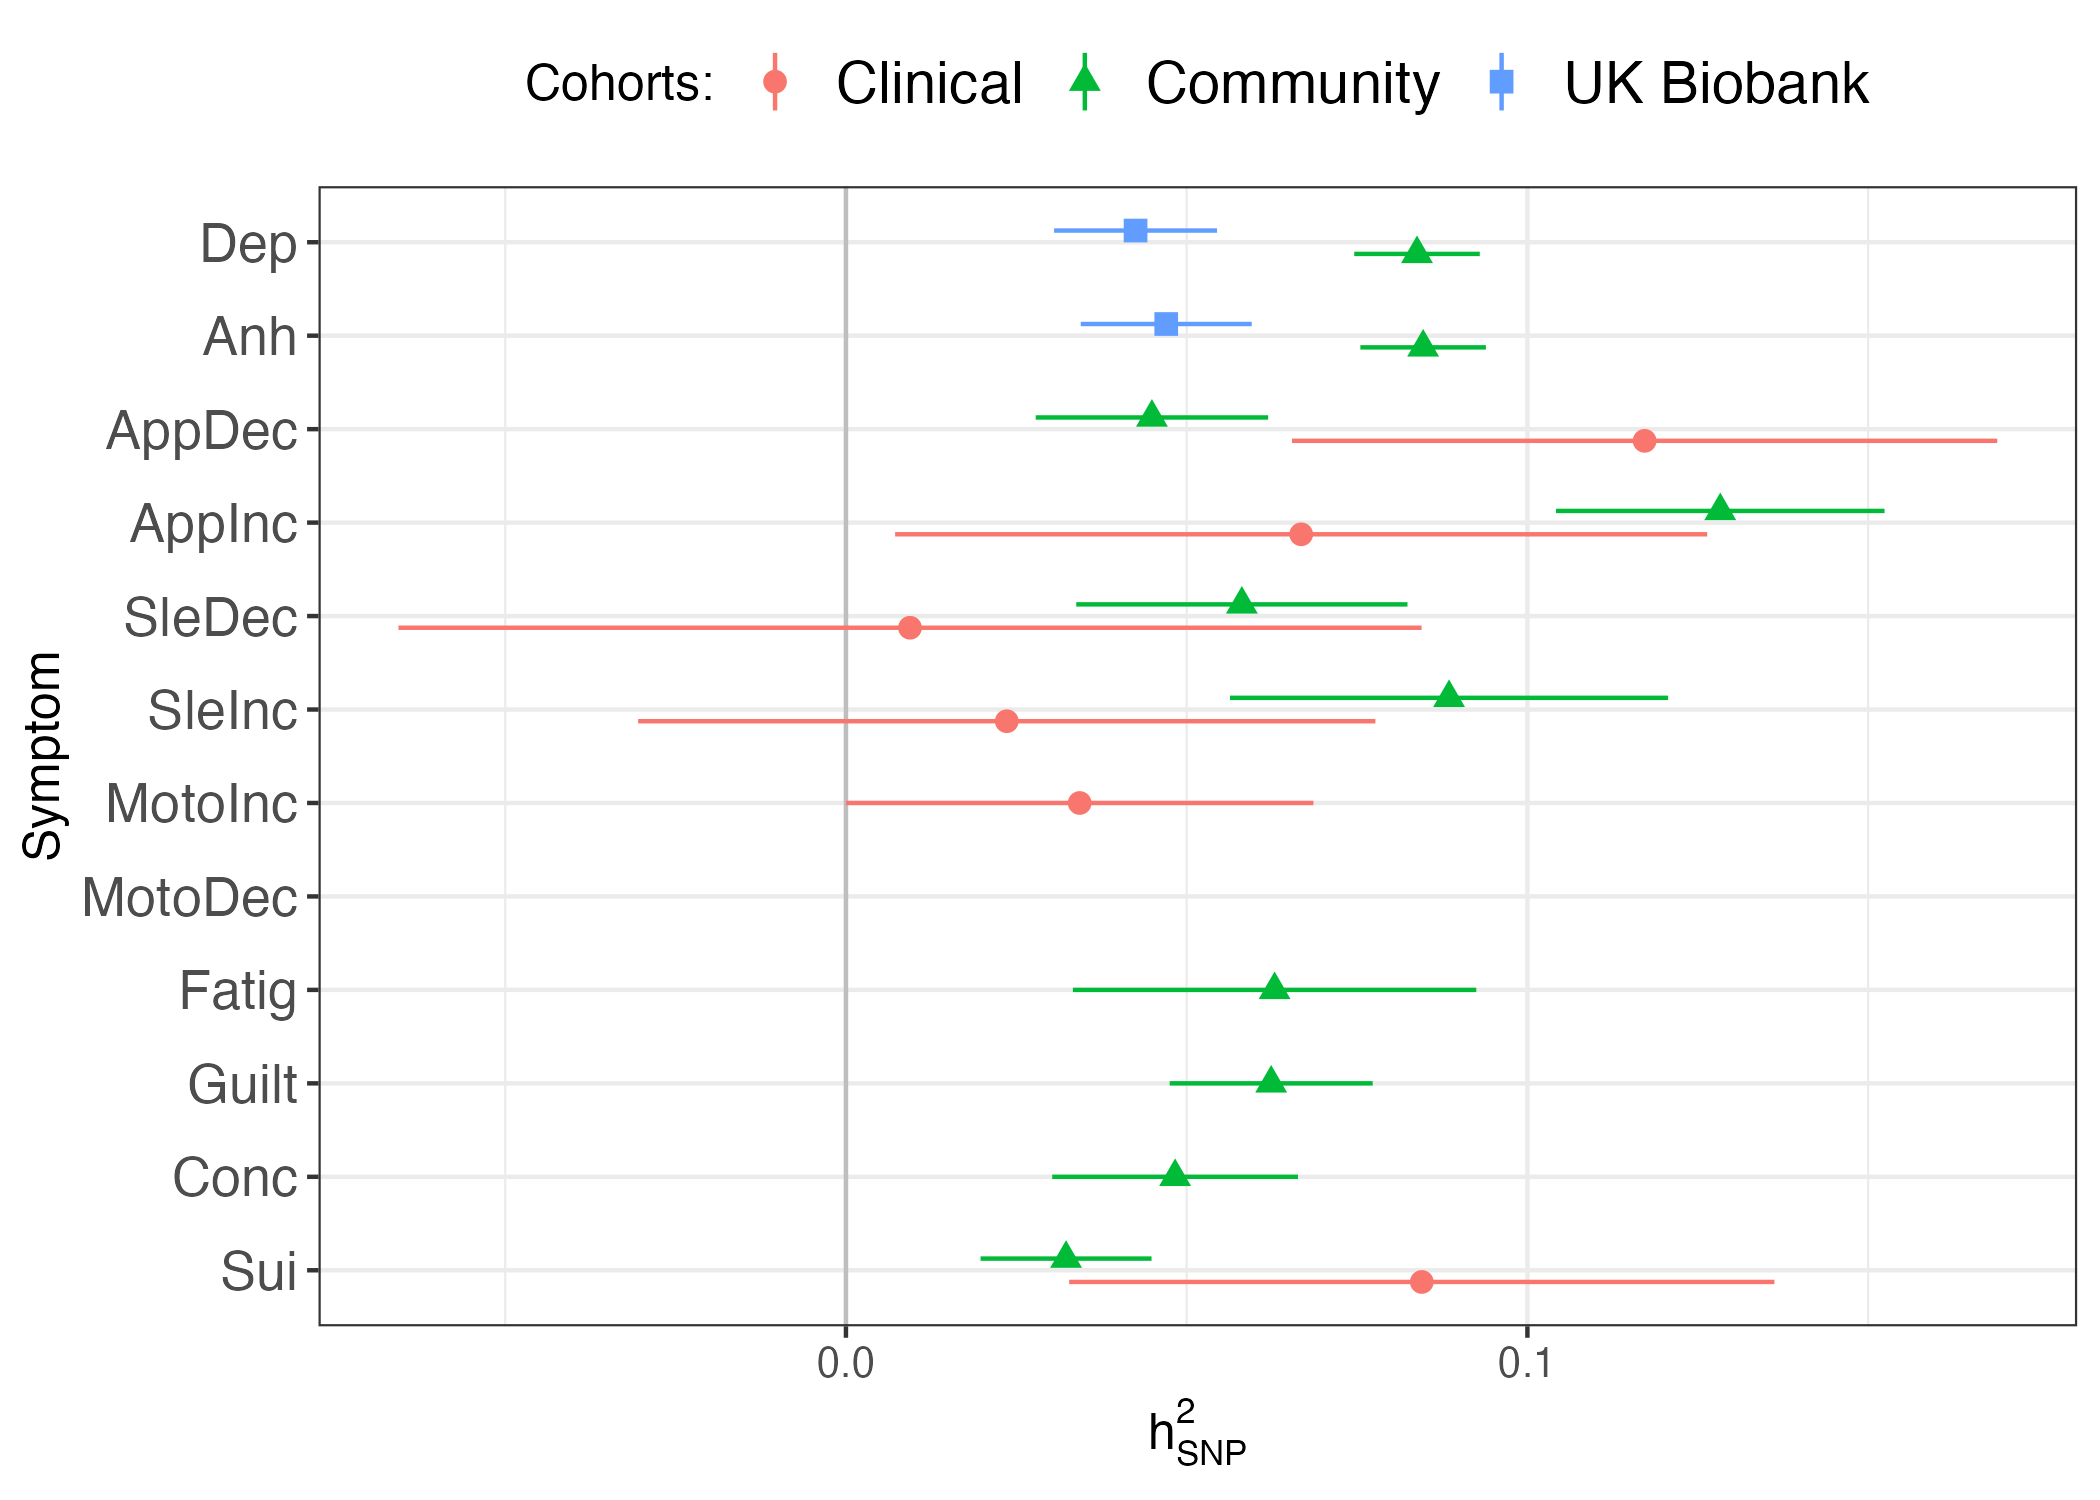 Cohorts: Clinical Community UK Biobank
Dep
Anh
AppDec
AppInc
SleDec
SleInc
MotoInc
MotoDec
Fatig
Guilt
Conc
Sui
Symptom
0.0 0.1
h²SNP